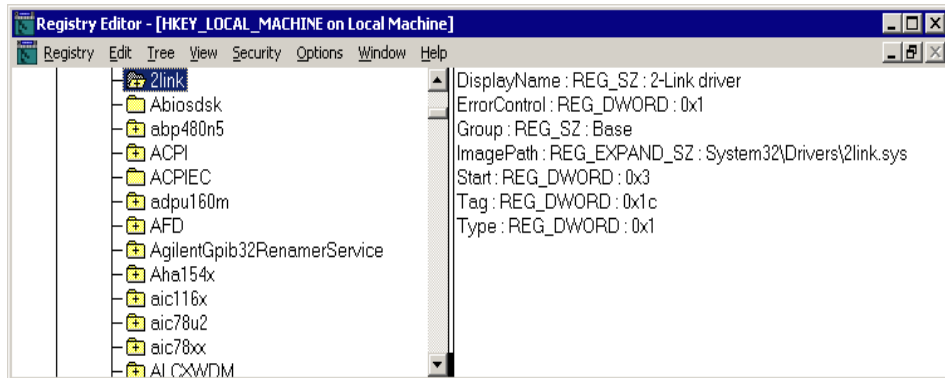 Registry Editor - [HKEY_LOCAL_MACHINE on Local Machine]
Registry Edit Tree View Security Options Window Help
2link
Abiosdsk
abp480n5
ACPI
ACPIEC
adpu160m
AFD
AgilentGpib32RenamerService
Aha154x
aic116x
aic78u2
aic78xx
ALCXWDM
DisplayName : REG_SZ : 2-Link driver
ErrorControl : REG_DWORD : 0x1
Group : REG_SZ : Base
ImagePath : REG_EXPAND_SZ : System32\Drivers\2link.sys
Start : REG_DWORD : 0x3
Tag : REG_DWORD : 0x1c
Type : REG_DWORD : 0x1